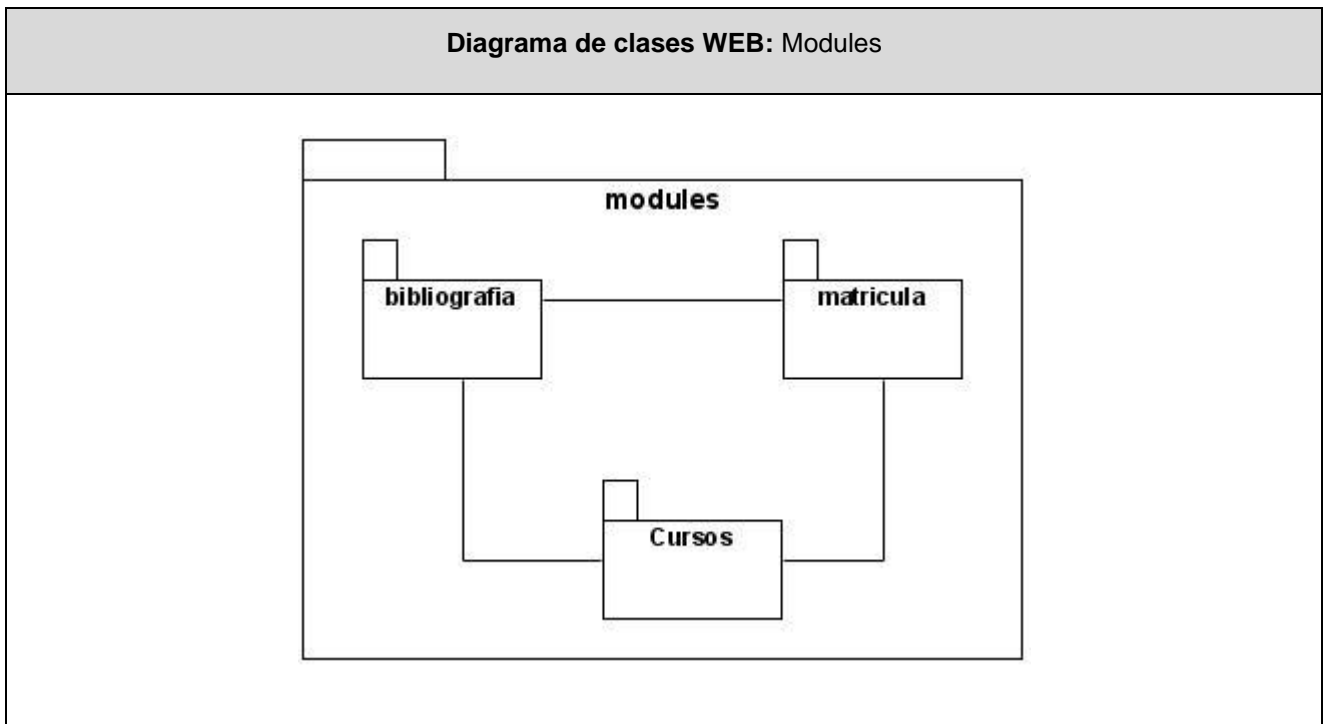 Diagrama de clases WEB: Modules
modules
bibliografia
matricula
Cursos